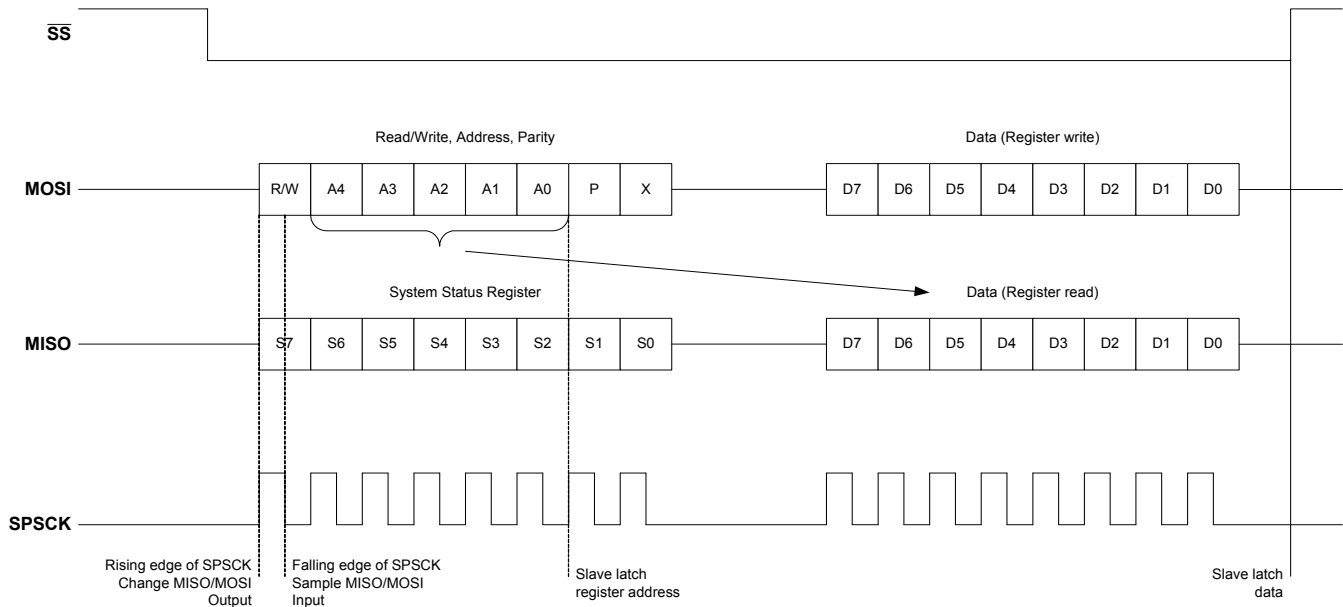 SS
Read/Write, Address, Parity
Data (Register write)
MOSI
R/W A4 A3 A2 A1 A0 P X
D7 D6 D5 D4 D3 D2 D1 D0
System Status Register
Data (Register read)
MISO
S7 S6 S5 S4 S3 S2 S1 S0
D7 D6 D5 D4 D3 D2 D1 D0
SPSCK
Rising edge of SPSCK
Change MISO/MOSI
Output
Falling edge of SPSCK
Sample MISO/MOSI
Input
Slave latch
register address
Slave latch
data